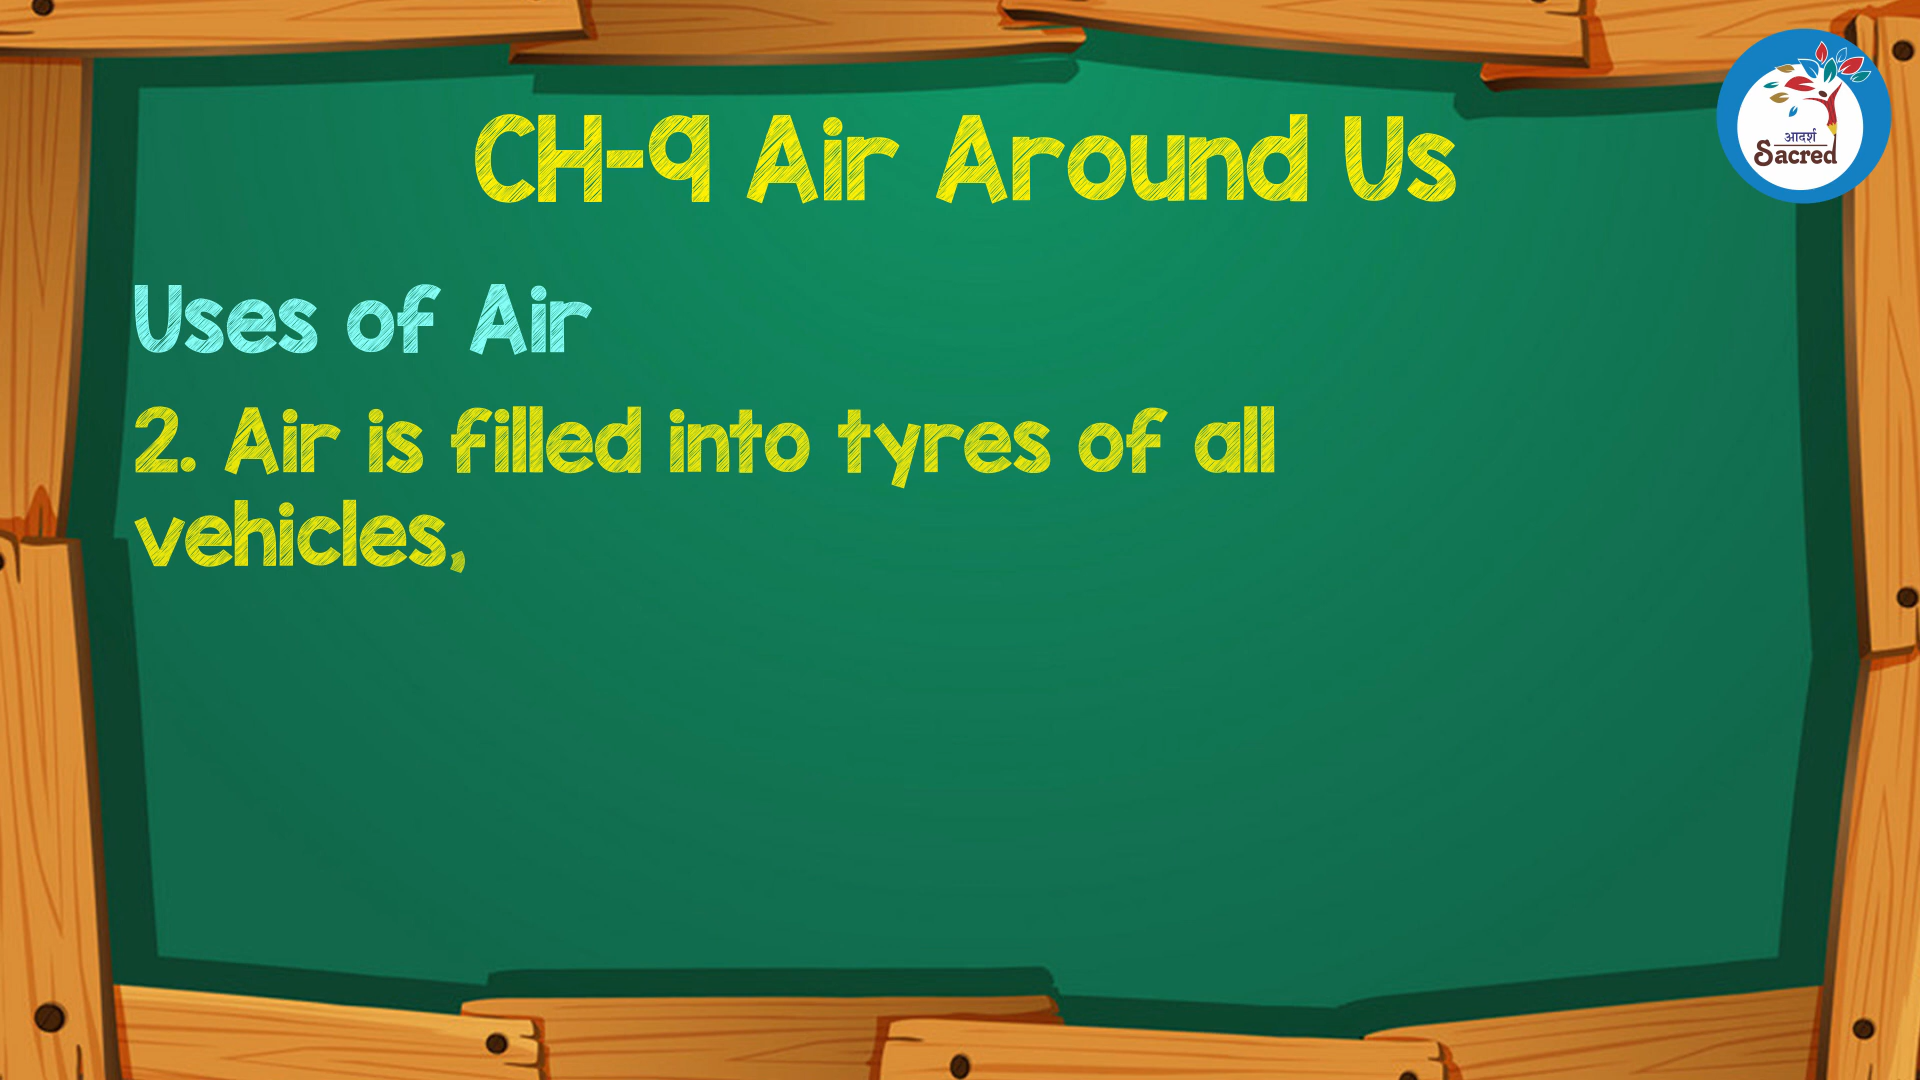 CH-9 Air Around Us
आदर्श
Sacred
Uses of Air
2. Air is filled into tyres of all
vehicles,